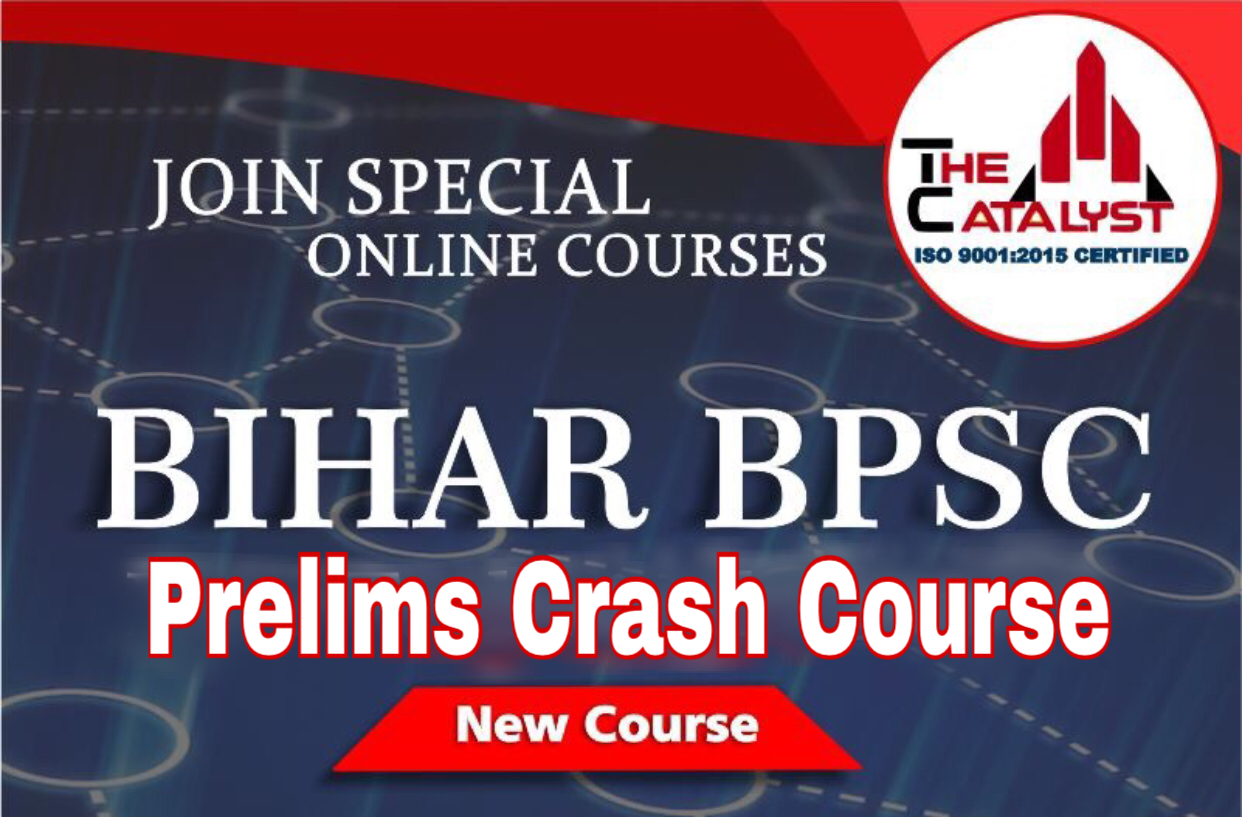 JOIN SPECIAL
ONLINE COURSES
THE
CATALYST
ISO 9001:2015 CERTIFIED
BIHAR BPSC
Prelims Crash Course
New Course